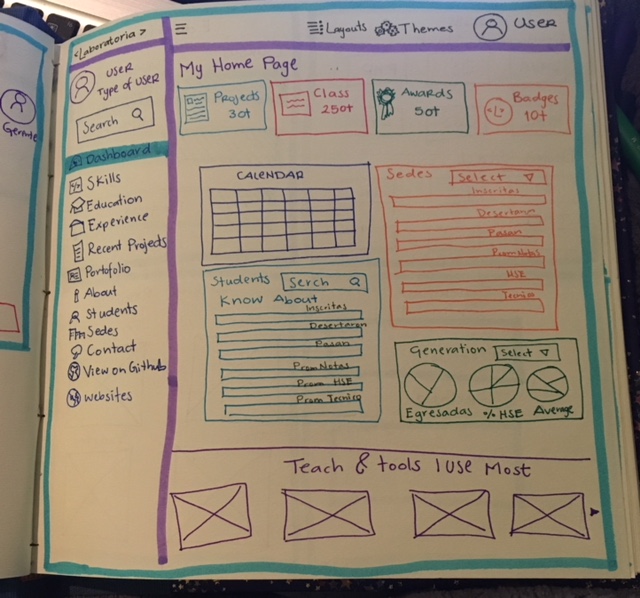 <Laboratoria>
User
Type of User
Search
Dashboard
Skills
Education
Experience
Recent Projects
Portofolio
About
Students
Sedes
Contact
View on Github
websites
Layouts
Themes
User
My Home Page
Projects
30+
Class
250+
Awards
50+
Badges
10+
CALENDAR
Sedes
Select
Inscritas
Desertaron
Pasan
Prom Notas
HSE
Tecnico
Students
Serch
Know About
Inscritas
Desertaron
Pasan
Prom Notas
Prom HSE
Prom Tecnico
Generation
Select
Egresadas
% HSE
Average
Teach & tools I use Most